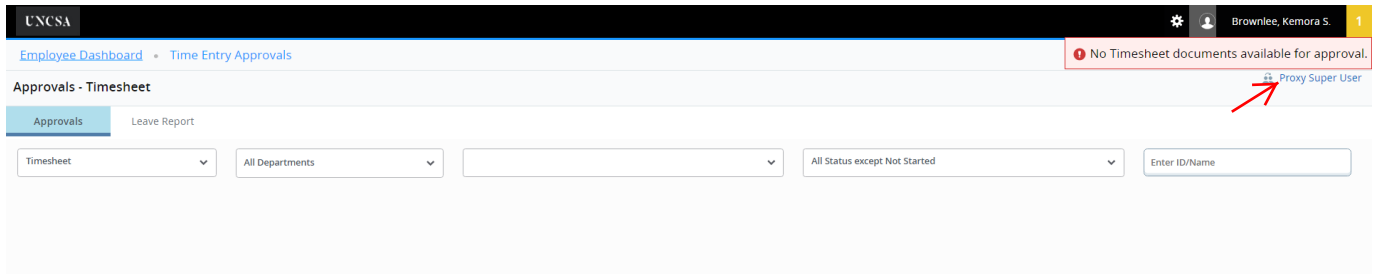 UNCSA
Brownlee, Kemora S.
1
Employee Dashboard • Time Entry Approvals
No Timesheet documents available for approval.
Approvals - Timesheet
Proxy Super User
Approvals
Leave Report
Timesheet
All Departments
All Status except Not Started
Enter ID/Name